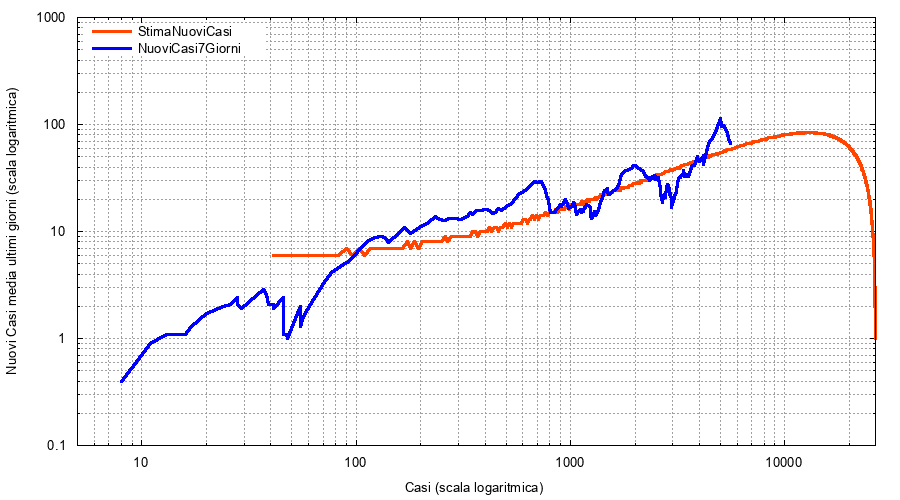 1000
StimaNuoviCasi
NuoviCasi7Giorni
100
10
1
0.1
Nuovi Casi media ultimi giorni (scala logaritmica)
10
100
1000
10000
Casi (scala logaritmica)